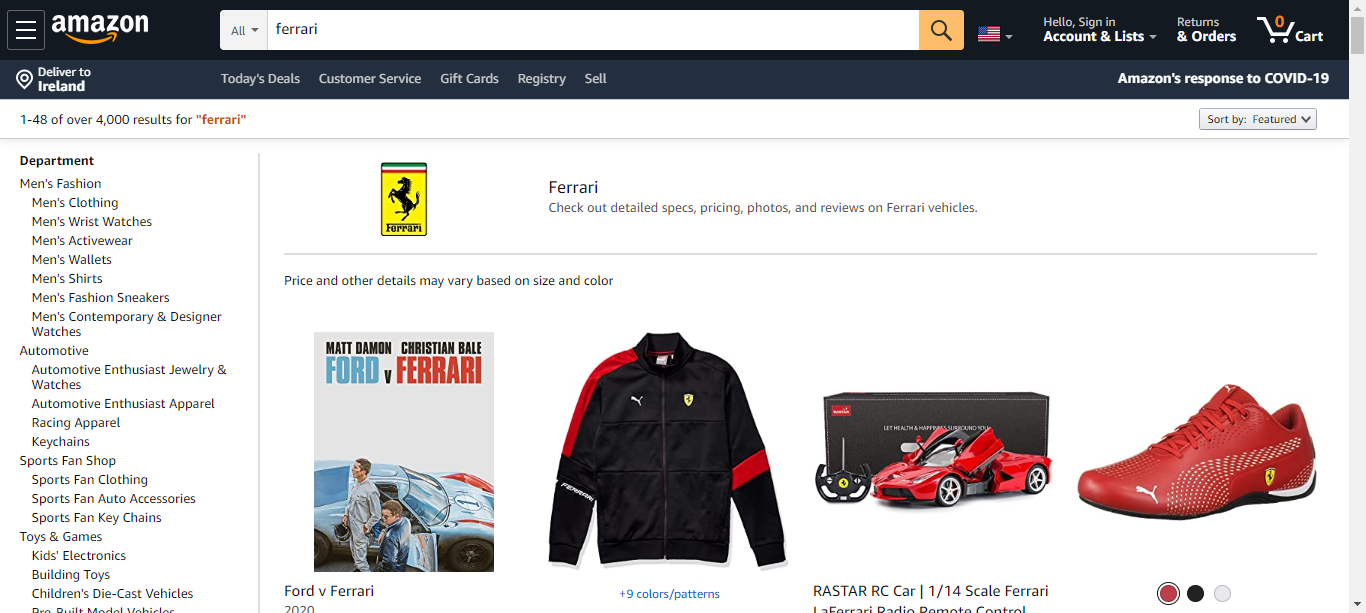 amazon
All
ferrari
Hello, Sign in
Account & Lists
Returns
& Orders
0
Cart
Deliver to
Ireland
Today's Deals Customer Service Gift Cards Registry Sell
Amazon's response to COVID-19
1-48 of over 4,000 results for "ferrari"
Sort by: Featured
Department
Men's Fashion
Men's Clothing
Men's Wrist Watches
Men's Activewear
Men's Wallets
Men's Shirts
Men's Fashion Sneakers
Men's Contemporary & Designer
Watches
Automotive
Automotive Enthusiast Jewelry &
Watches
Automotive Enthusiast Apparel
Racing Apparel
Keychains
Sports Fan Shop
Sports Fan Clothing
Sports Fan Auto Accessories
Sports Fan Key Chains
Toys & Games
Kids' Electronics
Building Toys
Children's Die-Cast Vehicles
Pre-Built Model Vehicles
Ferrari
Ferrari
Check out detailed specs, pricing, photos, and reviews on Ferrari vehicles.
Price and other details may vary based on size and color
MATT DAMON CHRISTIAN BALE
FORD v FERRARI
Ford v Ferrari
2020
FERRARI
+9 colors/patterns
RASTAR
LET HEALTH & HAPPINESS SURROUND YOU
RASTAR RC Car | 1/14 Scale Ferrari
LaFerrari Radio Remote Control